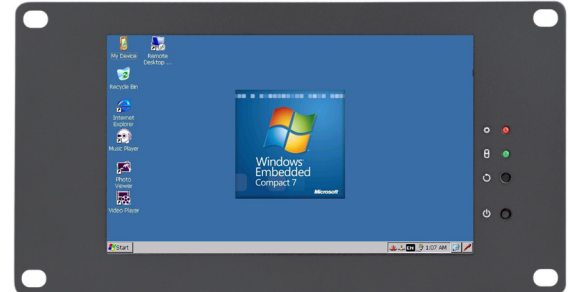 My Device
Remote
Desktop ...
Recycle Bin
Internet
Explorer
Music Player
Photo
Viewer
Video Player
Windows
Embedded
Compact 7
Microsoft
Start
EN
1:07 AM